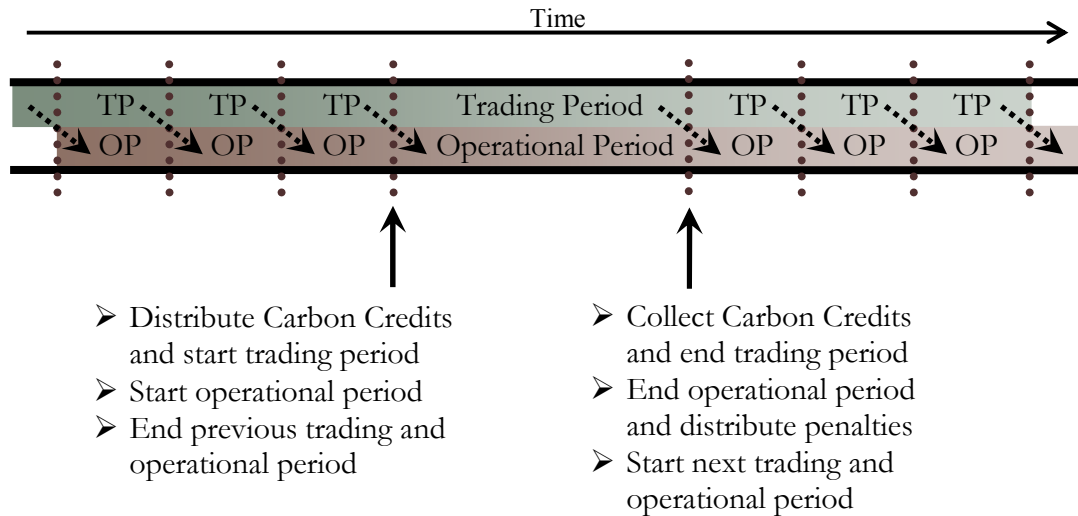 Time
TP TP TP Trading Period TP TP TP
OP OP OP Operational Period OP OP OP
➢ Distribute Carbon Credits
and start trading period
➢ Start operational period
➢ End previous trading and
operational period
➢ Collect Carbon Credits
and end trading period
➢ End operational period
and distribute penalties
➢ Start next trading and
operational period